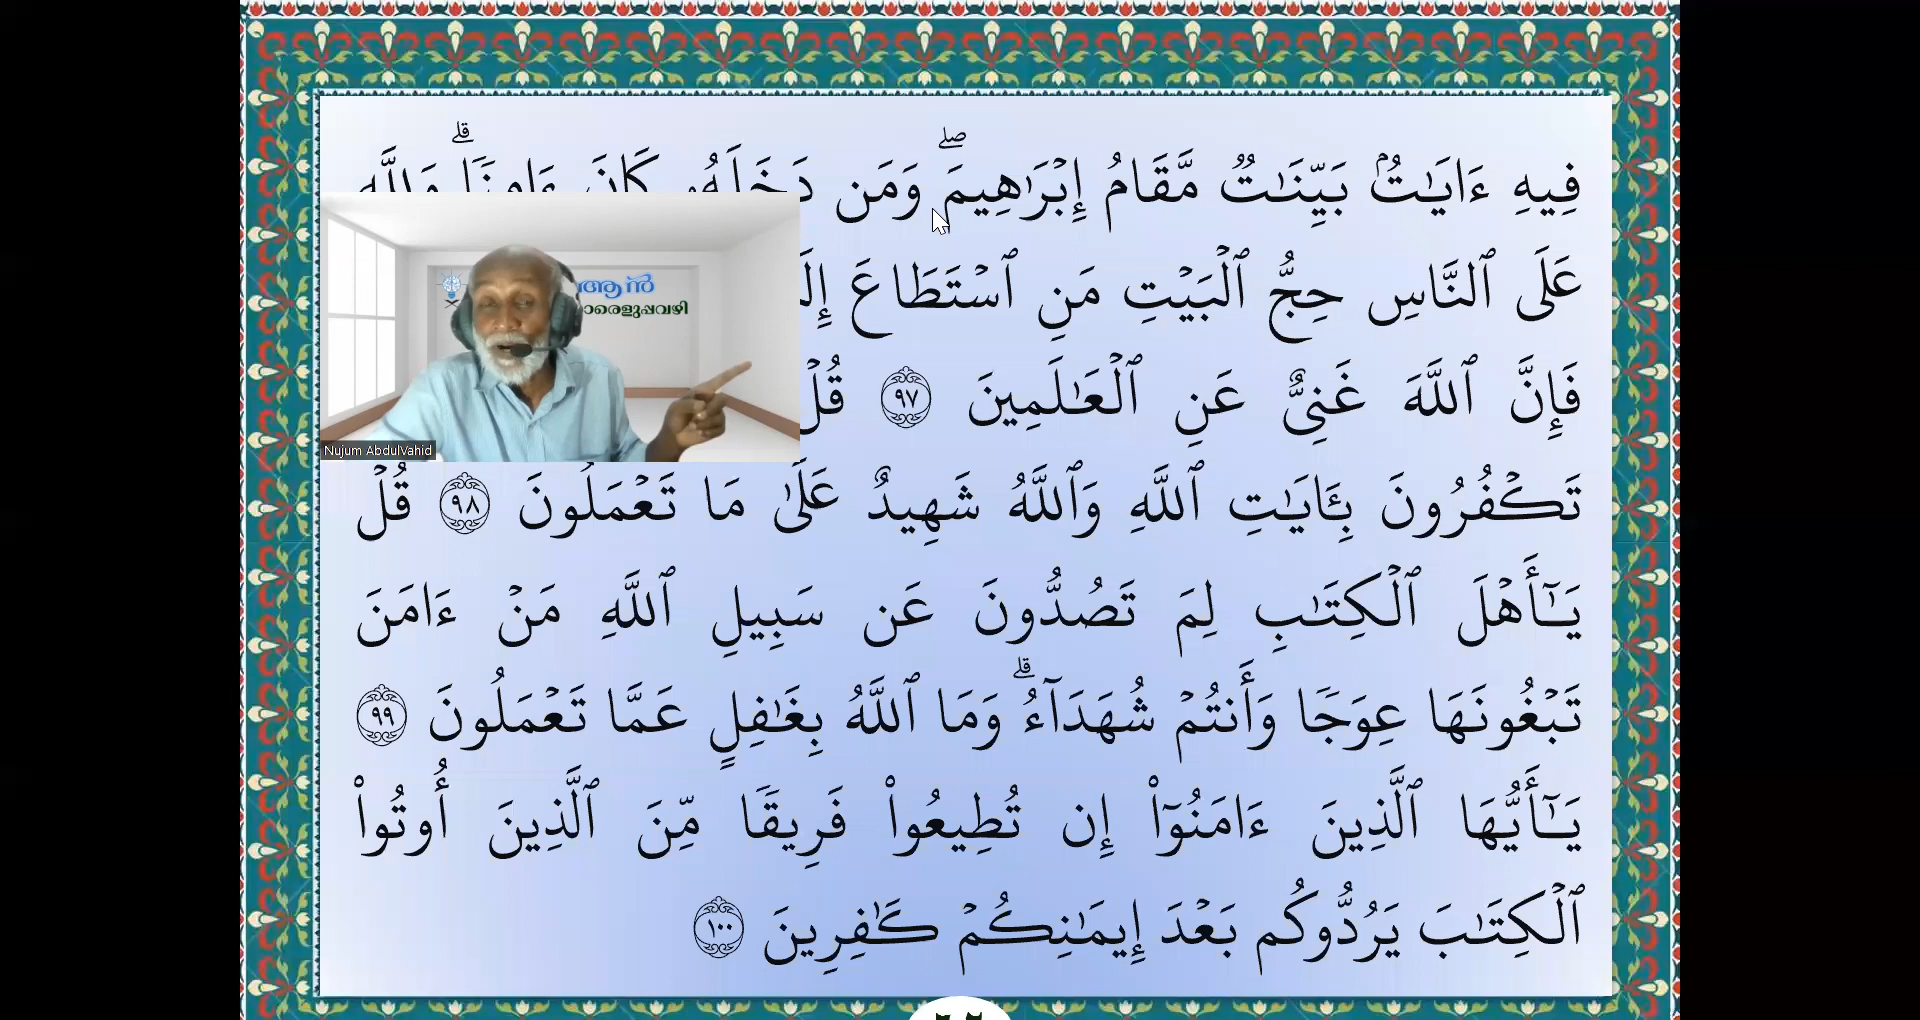 فِيهِ ءَايَٰتُۢ بَيِّنَٰتٞ مَّقَامُ إِبۡرَٰهِيمَۖ وَمَن دَخَلَهُۥ كَانَ ءَامِنٗاۗ وَلِلَّهِ
عَلَى ٱلنَّاسِ حِجُّ ٱلۡبَيۡتِ مَنِ ٱسۡتَطَاعَ
فَإِنَّ ٱللَّهَ غَنِيٌّ عَنِ ٱلۡعَٰلَمِينَ ٩٧ قُلۡ
تَكۡفُرُونَ بِـَٔايَٰتِ ٱللَّهِ وَٱللَّهُ شَهِيدٌ عَلَىٰ مَا تَعۡمَلُونَ ٩٨ قُلۡ
يَٰٓأَهۡلَ ٱلۡكِتَٰبِ لِمَ تَصُدُّونَ عَن سَبِيلِ ٱللَّهِ مَنۡ ءَامَنَ
تَبۡغُونَهَا عِوَجٗا وَأَنتُمۡ شُهَدَآءُۗ وَمَا ٱللَّهُ بِغَٰفِلٍ عَمَّا تَعۡمَلُونَ ٩٩
يَٰٓأَيُّهَا ٱلَّذِينَ ءَامَنُوٓاْ إِن تُطِيعُواْ فَرِيقٗا مِّنَ ٱلَّذِينَ أُوتُواْ
ٱلۡكِتَٰبَ يَرُدُّوكُم بَعۡدَ إِيمَٰنِكُمۡ كَٰفِرِينَ ١٠٠
Nujum AbdulVahid